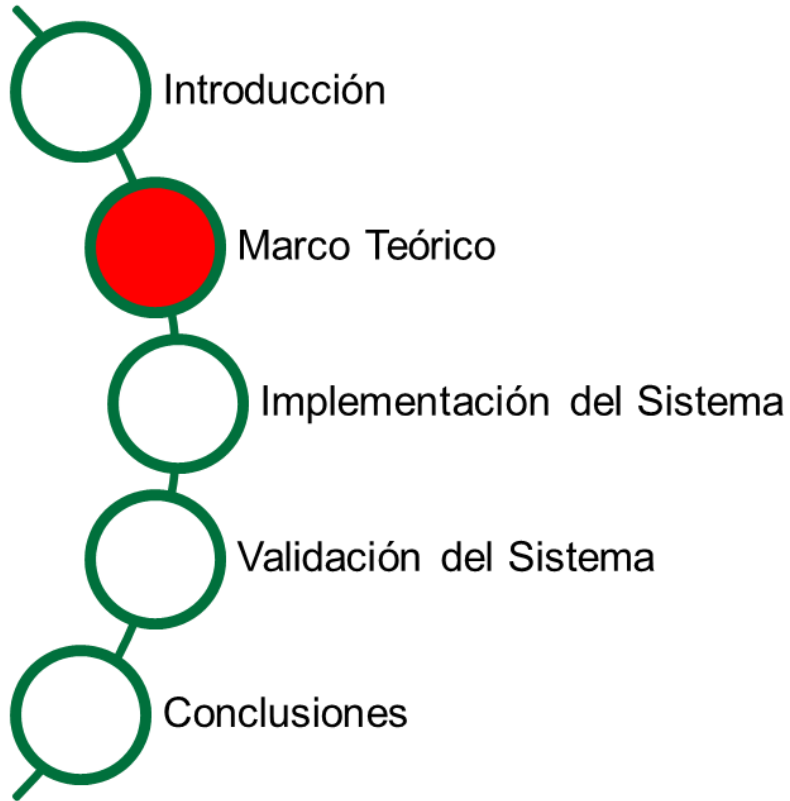 Introducción
Marco Teórico
Implementación del Sistema
Validación del Sistema
Conclusiones